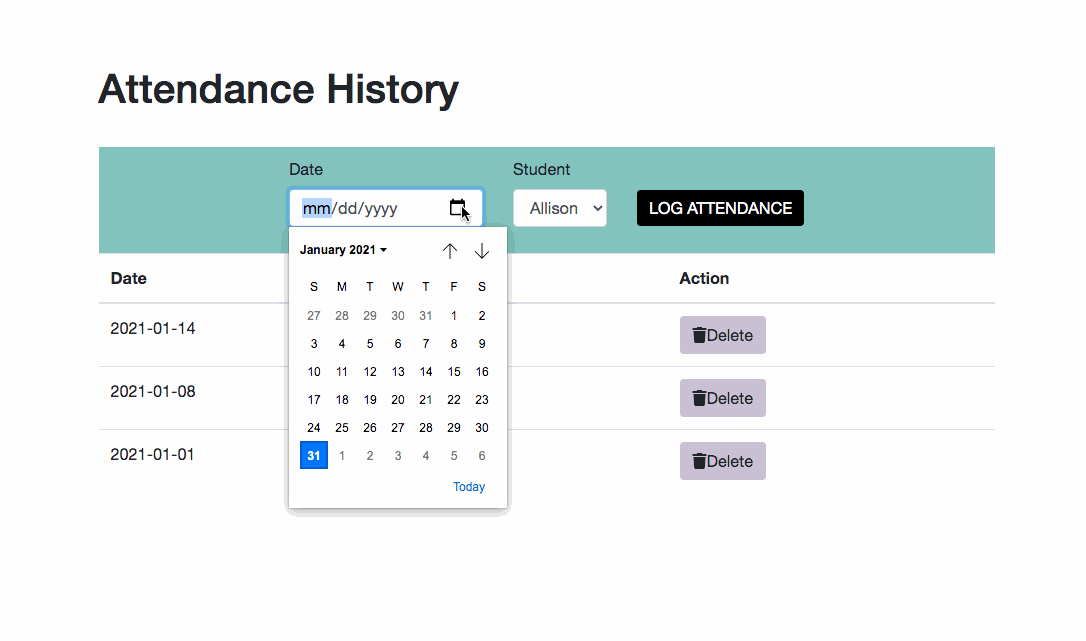 Attendance History
Date Student
mm/dd/yyyy Allison LOG ATTENDANCE
January 2021
S M T W T F S
27 28 29 30 31 1 2
3 4 5 6 7 8 9
10 11 12 13 14 15 16
17 18 19 20 21 22 23
24 25 26 27 28 29 30
31 1 2 3 4 5 6
Today
Date Action
2021-01-14 Delete
2021-01-08 Delete
2021-01-01 Delete